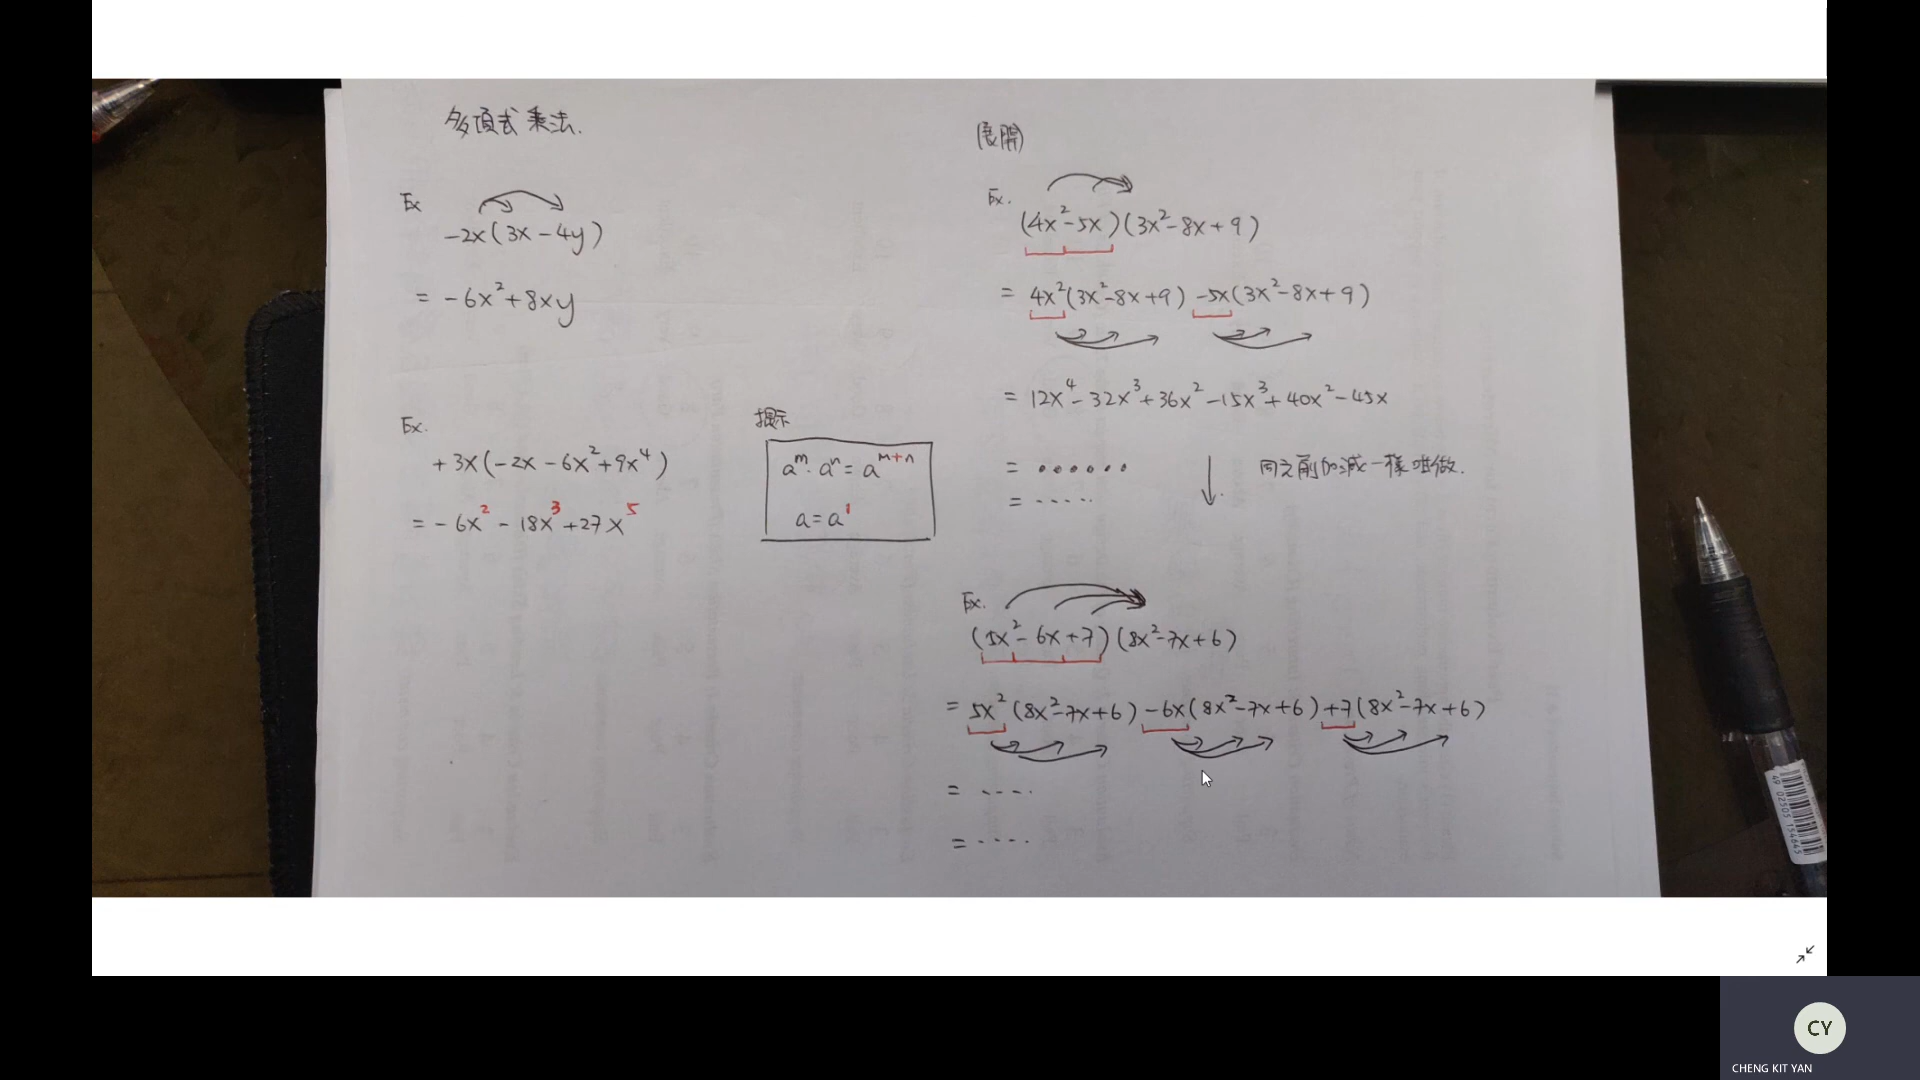 多項式乘法.
Ex
-2x(3x-4y)
= -6x²+8xy
Ex.
+3x(-2x-6x²+9x⁴)
= -6x² - 18x³+27x⁵
提示
aᵐ·aⁿ= aᵐ⁺ⁿ
a=a¹
展開
Ex.
(4x²-5x)(3x²-8x+9)
= 4x²(3x²-8x+9) -5x(3x²-8x+9)
= 12x⁴-32x³+36x²-15x³+40x²-45x
= ......
= .....
同之前加減一樣咁做.
Ex.
(5x²-6x+7)(8x²-7x+6)
= 5x²(8x²-7x+6) -6x(8x²-7x+6) +7(8x²-7x+6)
= ....
= ....
49 02505 154645
CY
CHENG KIT YAN